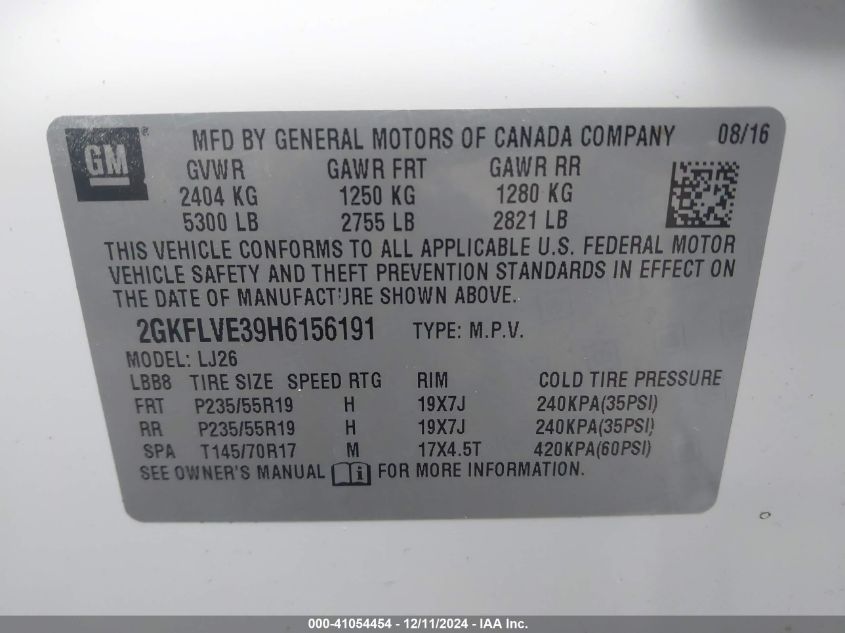 GM ® MFD BY GENERAL MOTORS OF CANADA COMPANY 08/16
GVWR GAWR FRT GAWR RR
2404 KG 1250 KG 1280 KG
5300 LB 2755 LB 2821 LB
THIS VEHICLE CONFORMS TO ALL APPLICABLE U.S. FEDERAL MOTOR
VEHICLE SAFETY AND THEFT PREVENTION STANDARDS IN EFFECT ON
THE DATE OF MANUFACTURE SHOWN ABOVE.
2GKFLVE39H6156191 TYPE: M.P.V.
MODEL: LJ26
LBB8 TIRE SIZE SPEED RTG RIM COLD TIRE PRESSURE
FRT P235/55R19 H 19X7J 240KPA(35PSI)
RR P235/55R19 H 19X7J 240KPA(35PSI)
SPA T145/70R17 M 17X4.5T 420KPA(60PSI)
SEE OWNER'S MANUAL i FOR MORE INFORMATION.
000-41054454 - 12/11/2024 - IAA Inc.